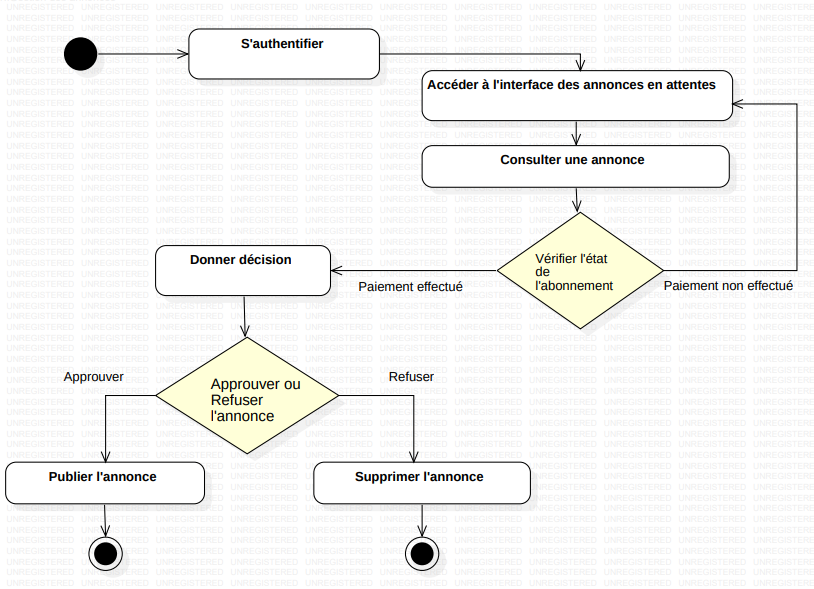 S'authentifier
Accéder à l'interface des annonces en attentes
Consulter une annonce
Vérifier l'état
de
l'abonnement
Paiement non effectué
Paiement effectué
Donner décision
Approuver ou
Refuser
l'annonce
Approuver
Refuser
Publier l'annonce
Supprimer l'annonce